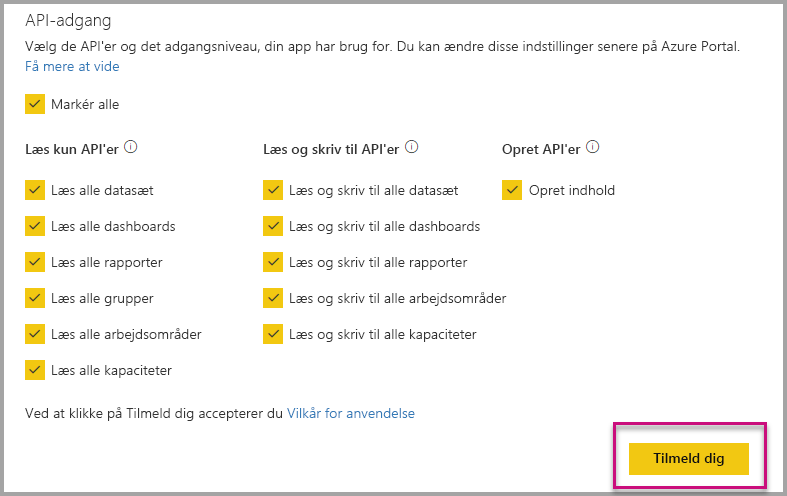 API-adgang
Vælg de API'er og det adgangsniveau, din app har brug for. Du kan ændre disse indstillinger senere på Azure Portal.
Få mere at vide
Markér alle
Læs kun API'er
Læs alle datasæt
Læs alle dashboards
Læs alle rapporter
Læs alle grupper
Læs alle arbejdsområder
Læs alle kapaciteter
Læs og skriv til API'er
Læs og skriv til alle datasæt
Læs og skriv til alle dashboards
Læs og skriv til alle rapporter
Læs og skriv til alle arbejdsområder
Læs og skriv til alle kapaciteter
Opret API'er
Opret indhold
Ved at klikke på Tilmeld dig accepterer du Vilkår for anvendelse
Tilmeld dig